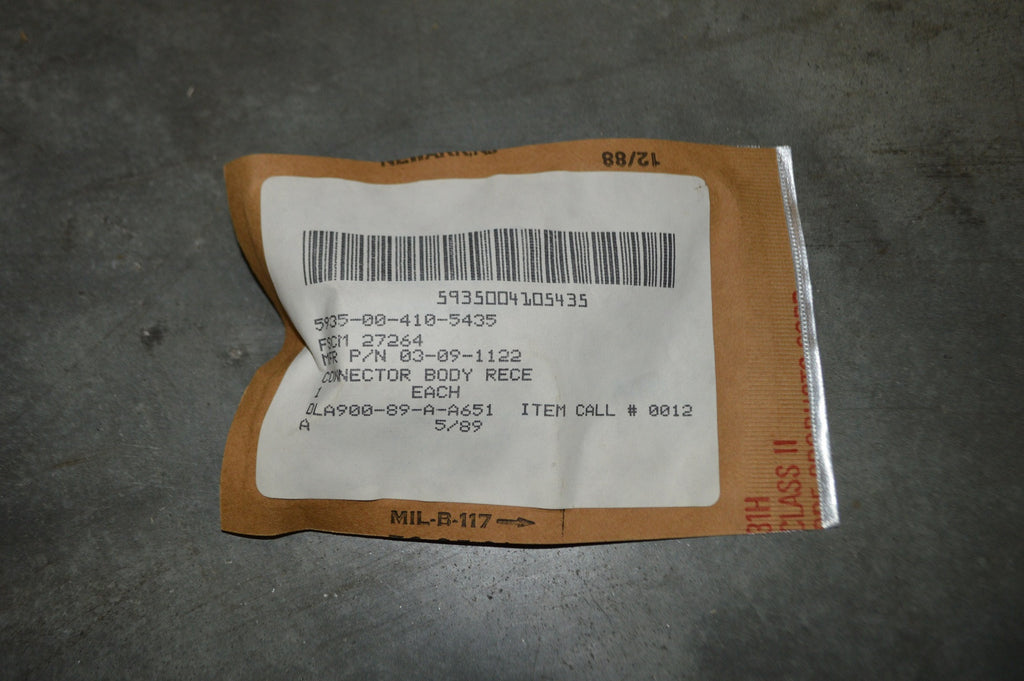 12/88
5935004105435
5935-00-410-5435
FSCM 27264
MFR P/N 03-09-1122
CONNECTOR BODY RECE
1 EACH
DLA900-89-A-A651 ITEM CALL # 0012
A 5/89
MIL-B-117
B1H
CLASS II